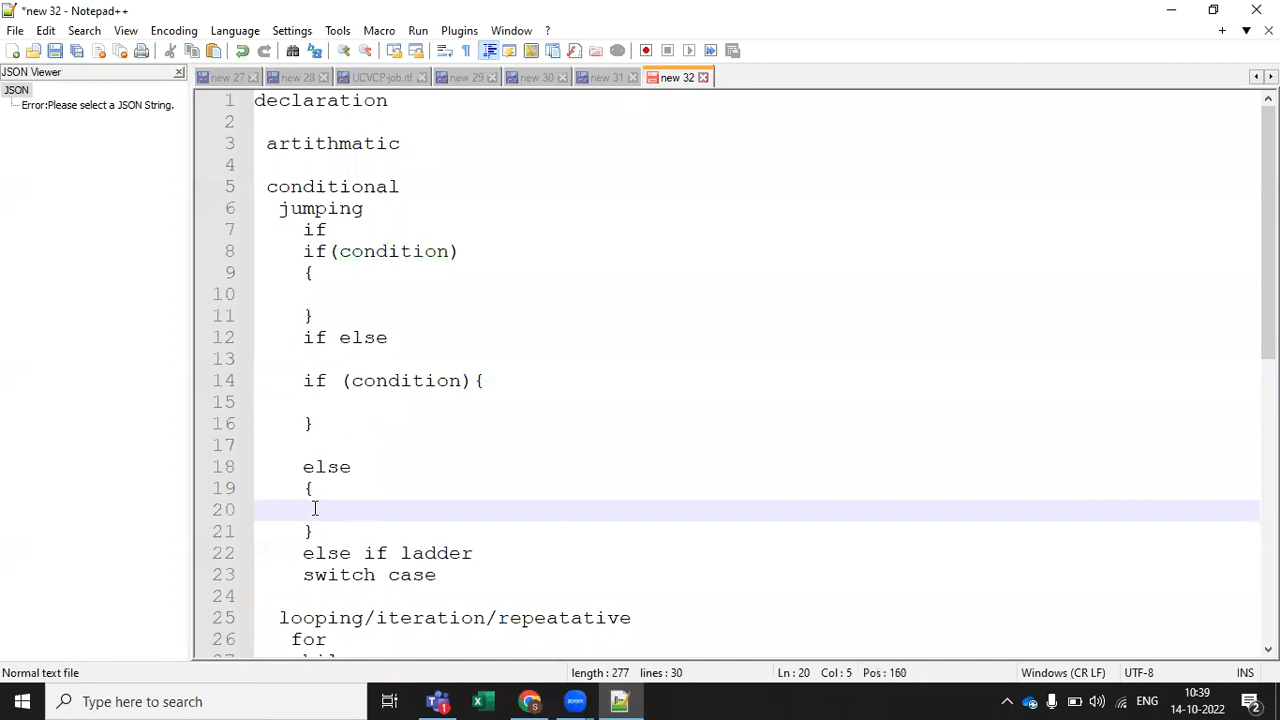 *new 32 - Notepad++
File Edit Search View Encoding Language Settings Tools Macro Run Plugins Window ?
JSON Viewer
new 27 new 28 UCVCP-job.rtf new 29 new 30 new 31 new 32
JSON
Error:Please select a JSON String.
1 declaration
2
3 artithmatic
4
5 conditional
6 jumping
7 if
8 if(condition)
9 {
10
11 }
12 if else
13
14 if (condition){
15
16 }
17
18 else
19 {
20
21 }
22 else if ladder
23 switch case
24
25 looping/iteration/repeatative
26 for
Normal text file length : 277 lines : 30 Ln : 20 Col : 5 Pos : 160 Windows (CR LF) UTF-8 INS
Type here to search
zoom
ENG
10:39
14-10-2022
2